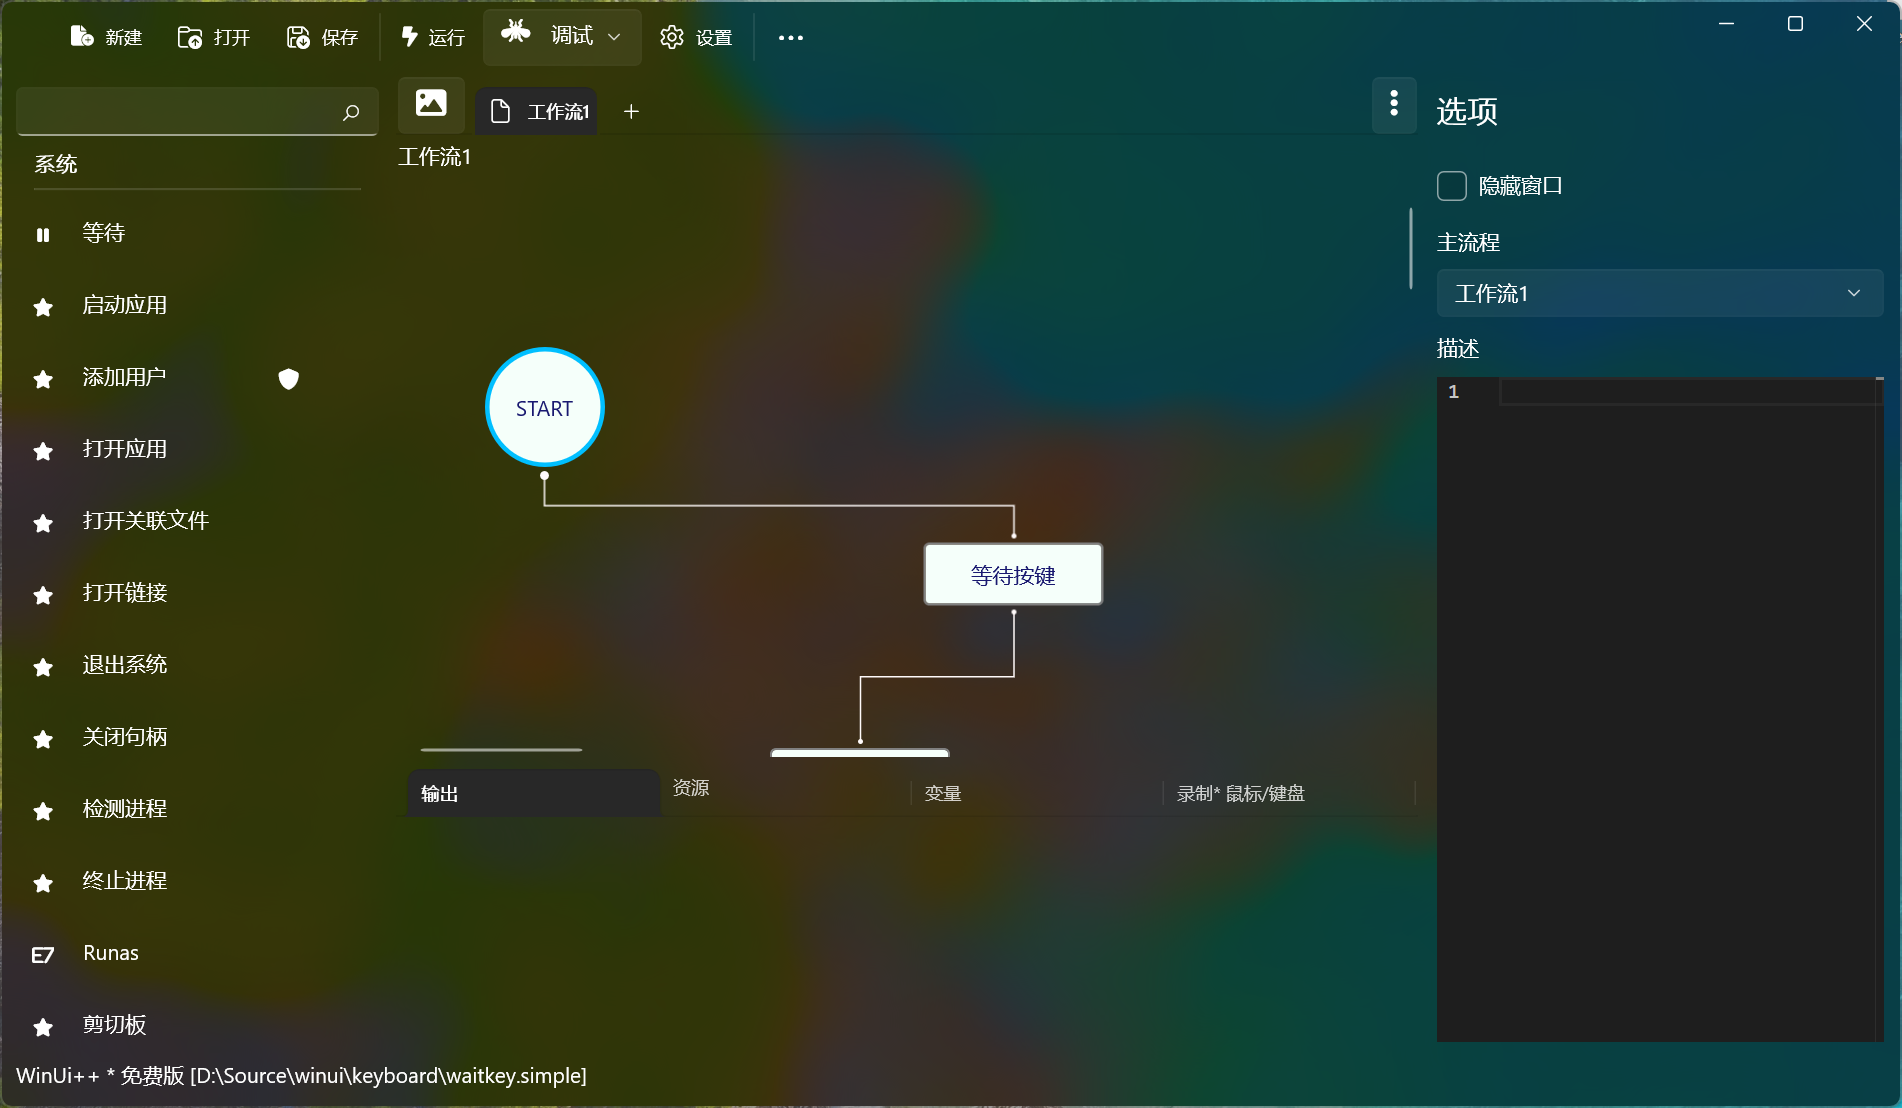 新建 打开 保存 运行 调试 设置
工作流1
工作流1
系统
等待
启动应用
添加用户
打开应用
打开关联文件
打开链接
退出系统
关闭句柄
检测进程
终止进程
E7 Runas
剪切板
START
等待按键
输出 资源 变量 录制* 鼠标/键盘
选项
隐藏窗口
主流程
工作流1
描述
1
WinUi++ * 免费版 [D:\Source\winui\keyboard\waitkey.simple]